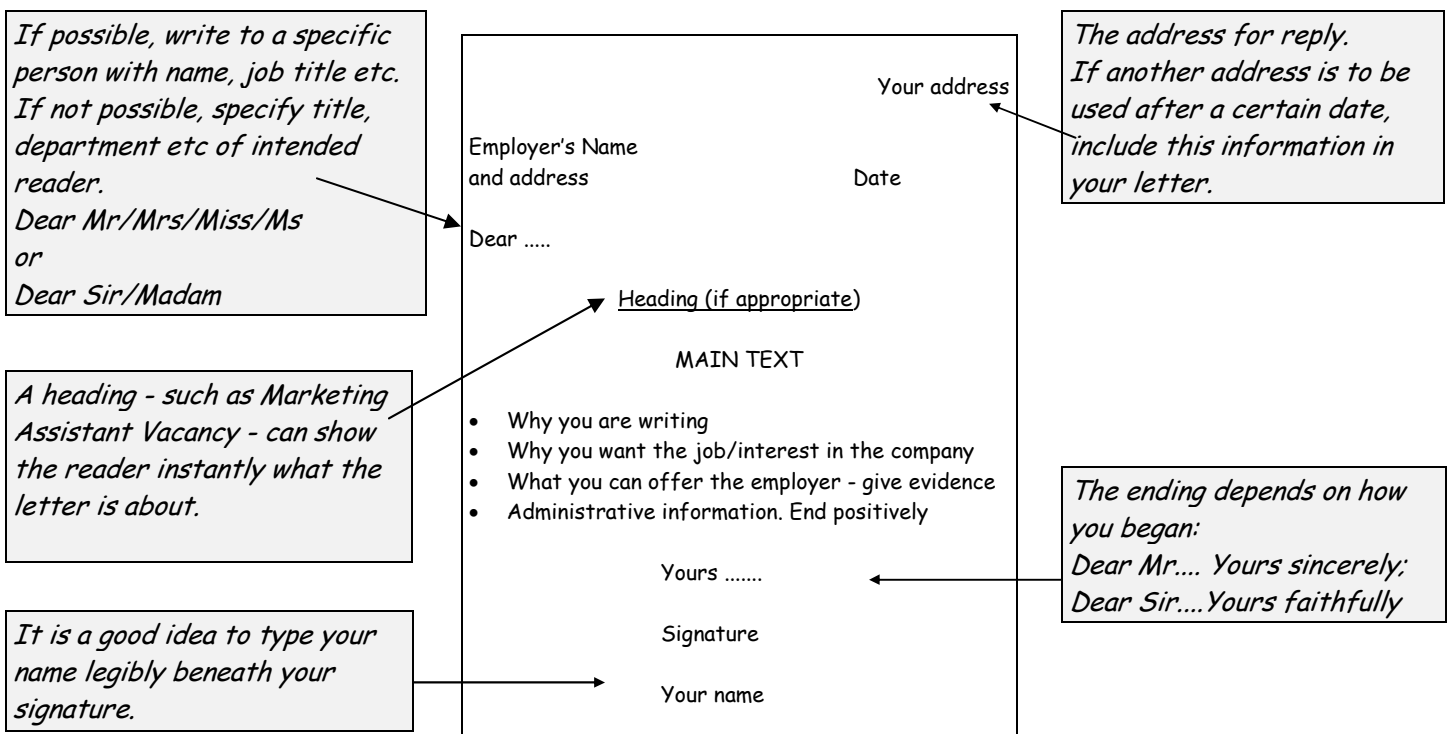 If possible, write to a specific
person with name, job title etc.
If not possible, specify title,
department etc of intended
reader.
Dear Mr/Mrs/Miss/Ms
or
Dear Sir/Madam
A heading - such as Marketing
Assistant Vacancy - can show
the reader instantly what the
letter is about.
It is a good idea to type your
name legibly beneath your
signature.
Your address
Employer's Name
and address
Date
Dear .....
Heading (if appropriate)
MAIN TEXT
• Why you are writing
• Why you want the job/interest in the company
• What you can offer the employer - give evidence
• Administrative information. End positively
Yours .......
Signature
Your name
The address for reply.
If another address is to be
used after a certain date,
include this information in
your letter.
The ending depends on how
you began:
Dear Mr.... Yours sincerely;
Dear Sir....Yours faithfully